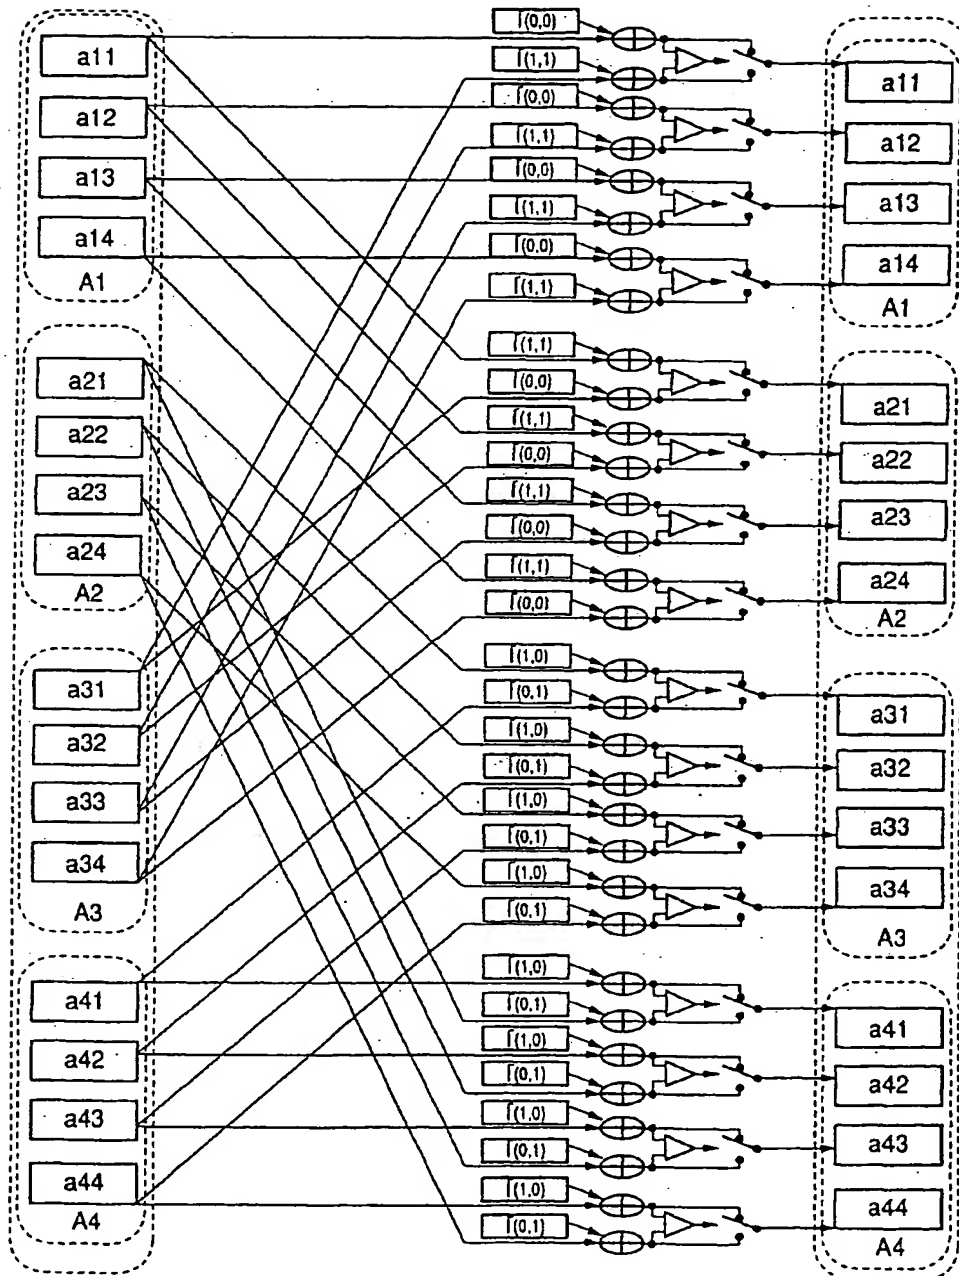 a11
a12
a13
a14
A1
a21
a22
a23
a24
A2
a31
a32
a33
a34
A3
a41
a42
a43
a44
A4
Γ(0,0)
Γ(1,1)
Γ(0,0)
Γ(1,1)
Γ(0,0)
Γ(1,1)
Γ(0,0)
Γ(1,1)
Γ(1,1)
Γ(0,0)
Γ(1,1)
Γ(0,0)
Γ(1,1)
Γ(0,0)
Γ(1,1)
Γ(0,0)
Γ(1,0)
Γ(0,1)
Γ(1,0)
Γ(0,1)
Γ(1,0)
Γ(0,1)
Γ(1,0)
Γ(0,1)
Γ(1,0)
Γ(0,1)
Γ(1,0)
Γ(0,1)
Γ(1,0)
Γ(0,1)
Γ(1,0)
Γ(0,1)
a11
a12
a13
a14
A1
a21
a22
a23
a24
A2
a31
a32
a33
a34
A3
a41
a42
a43
a44
A4